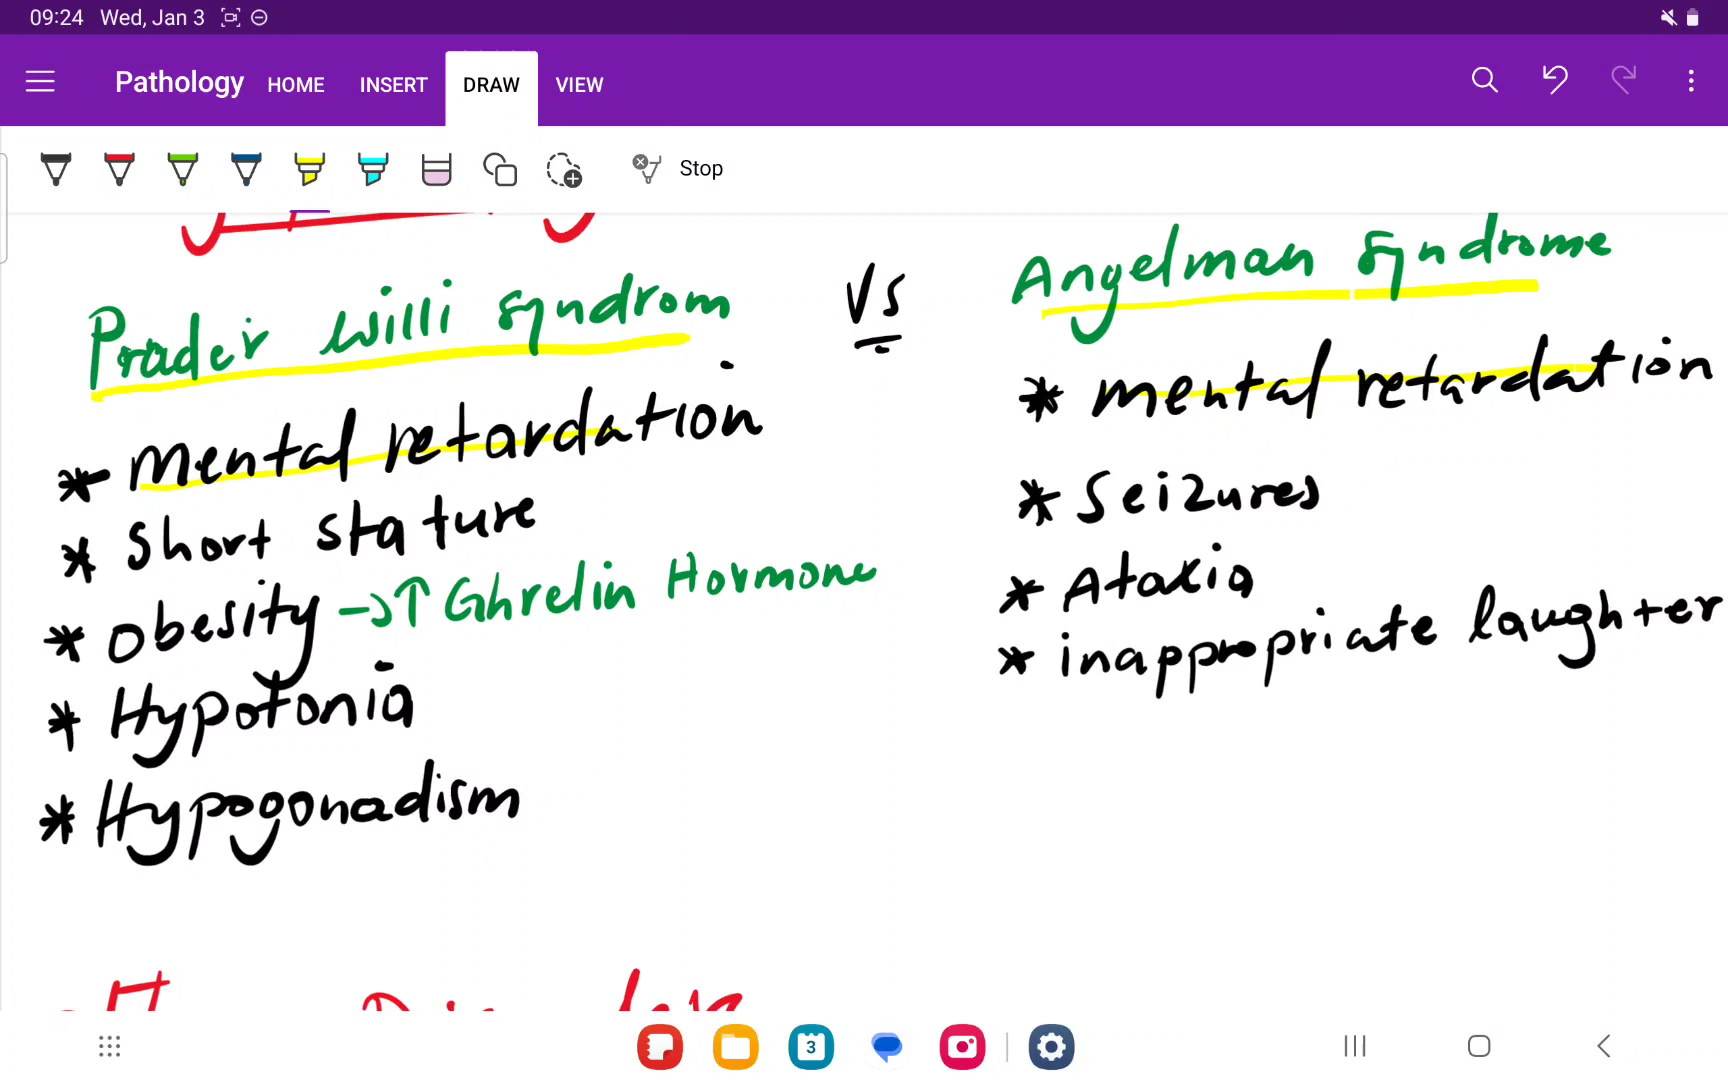 09:24 Wed, Jan 3
Pathology HOME INSERT DRAW VIEW
Stop
Prader willi syndrom Vs Angelman syndrome
* mental retardation
* Short stature
* obesity → ↑ Ghrelin Hormone
* Hypotonia
* Hypogonadism
* mental retardation
* Seizures
* Ataxia
* inappropriate laughter
3